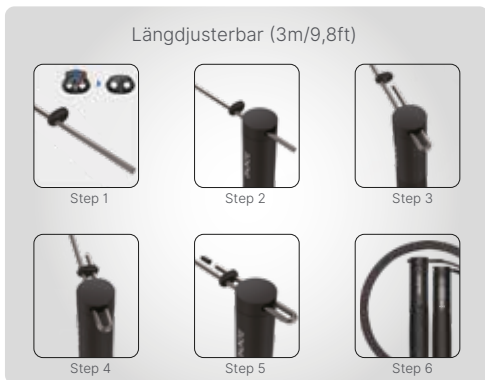 Längdjusterbar (3m/9,8ft)
Step 1
Step 2
Step 3
Step 4
Step 5
Step 6